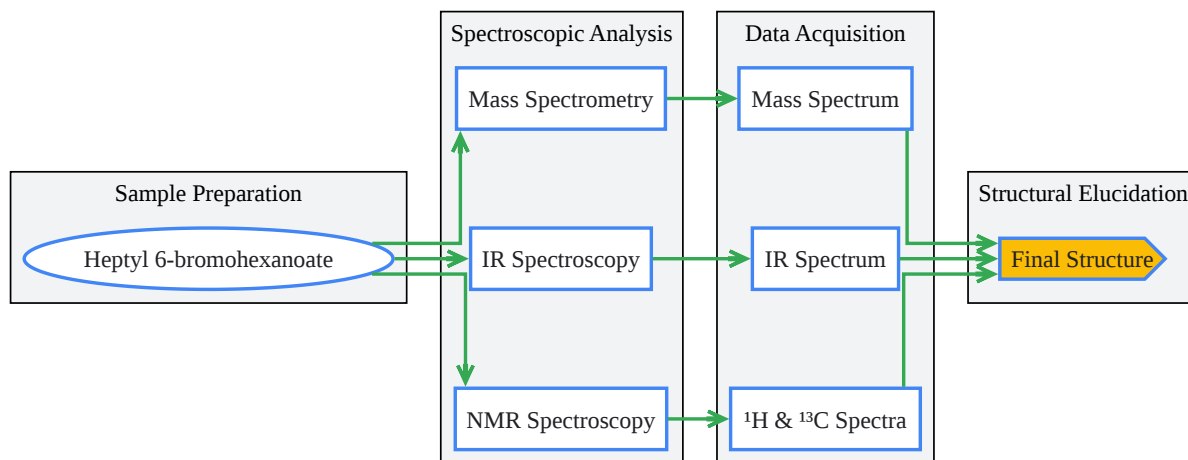 Sample Preparation
Heptyl 6-bromohexanoate
Spectroscopic Analysis
Mass Spectrometry
IR Spectroscopy
NMR Spectroscopy
Data Acquisition
Mass Spectrum
IR Spectrum
¹H & ¹³C Spectra
Structural Elucidation
Final Structure